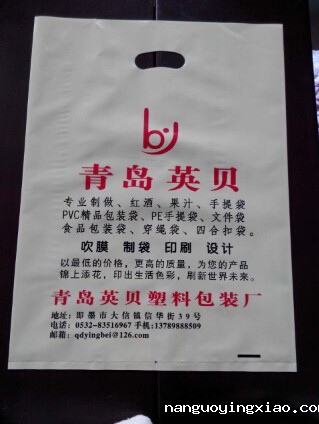 by
青岛英贝
专业制做、红酒、果汁、手提袋
PVC精品包装袋、PE手提袋、文件袋
食品包装袋、穿绳袋、四合扣袋。
吹膜 制袋 印刷 设计
以最低的价格，更高的质量，为您的产品
锦上添花，印出生活色彩，刷新世界未来。
青岛英贝塑料包装厂
地址：即墨市大信镇信华街39号
电话：0532-83516967 手机：13789888509
邮箱：qdyingbei@126.com
nanguoyingxiao.com